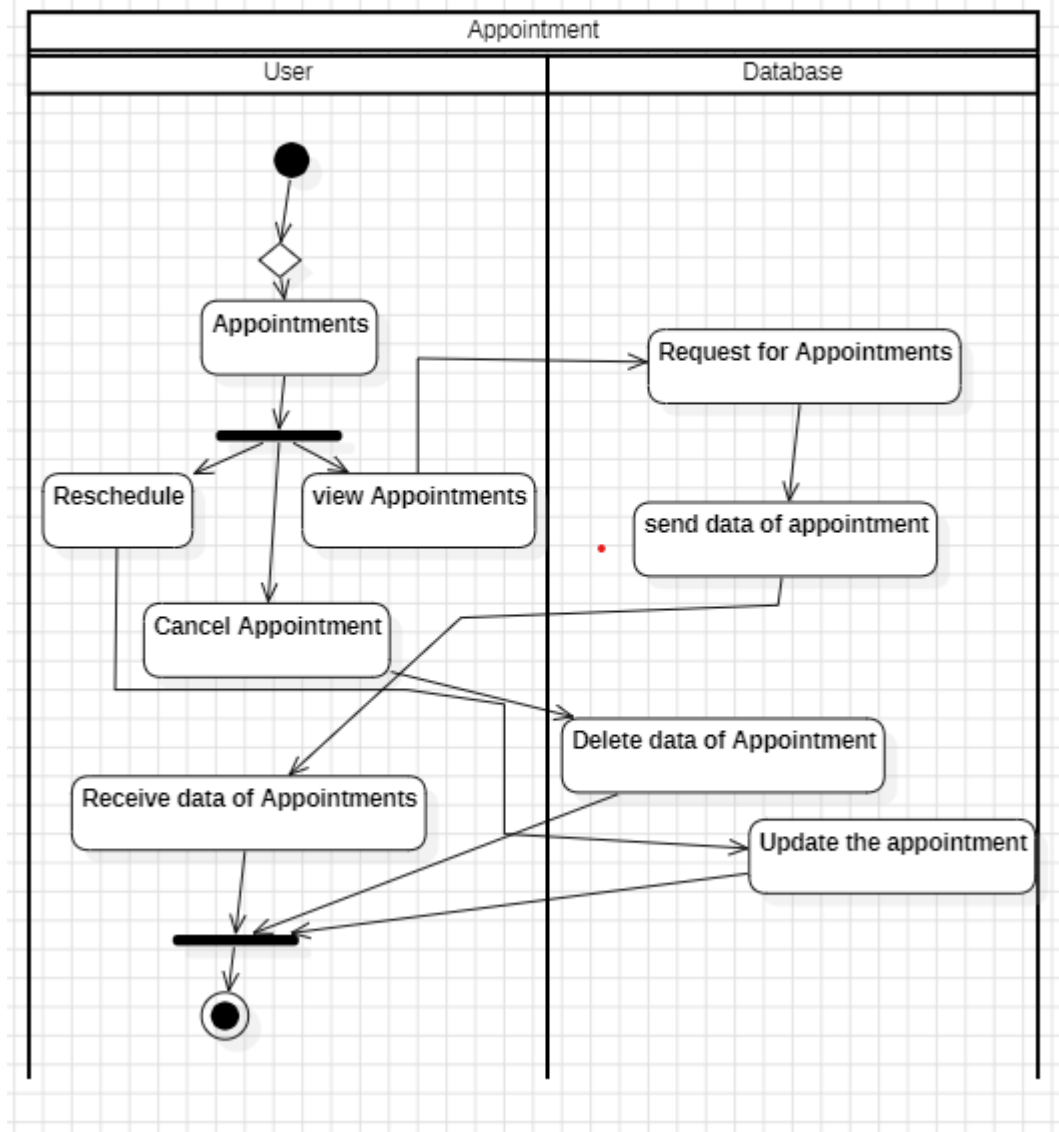 Appointment
User
Database
Appointments
Request for Appointments
Reschedule
view Appointments
send data of appointment
Cancel Appointment
Delete data of Appointment
Receive data of Appointments
Update the appointment